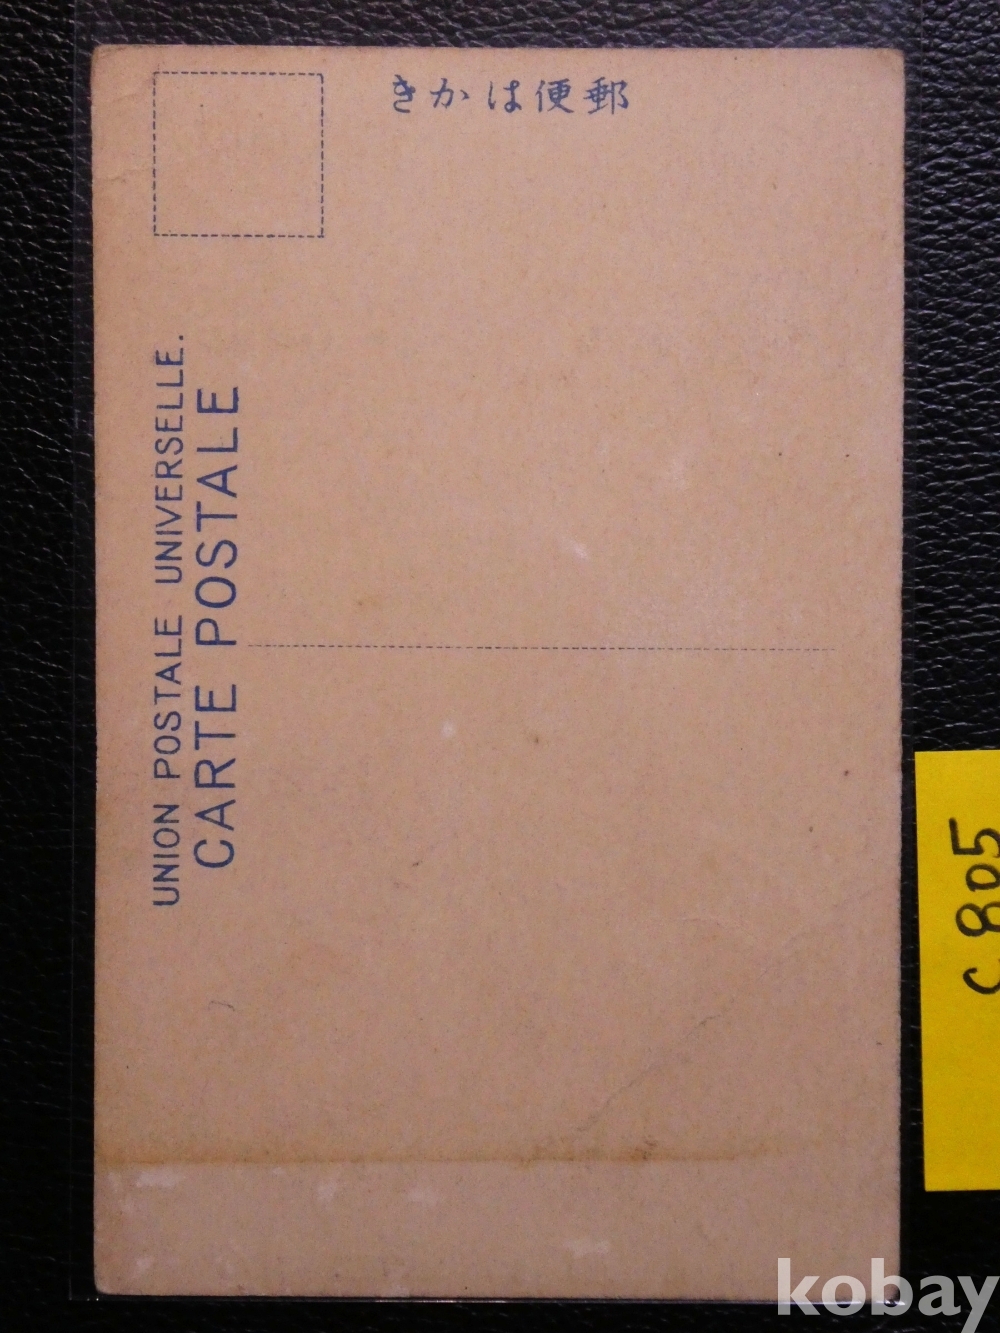 きかは便郵
UNION POSTALE UNIVERSELLE.
CARTE POSTALE
C 805
kobay